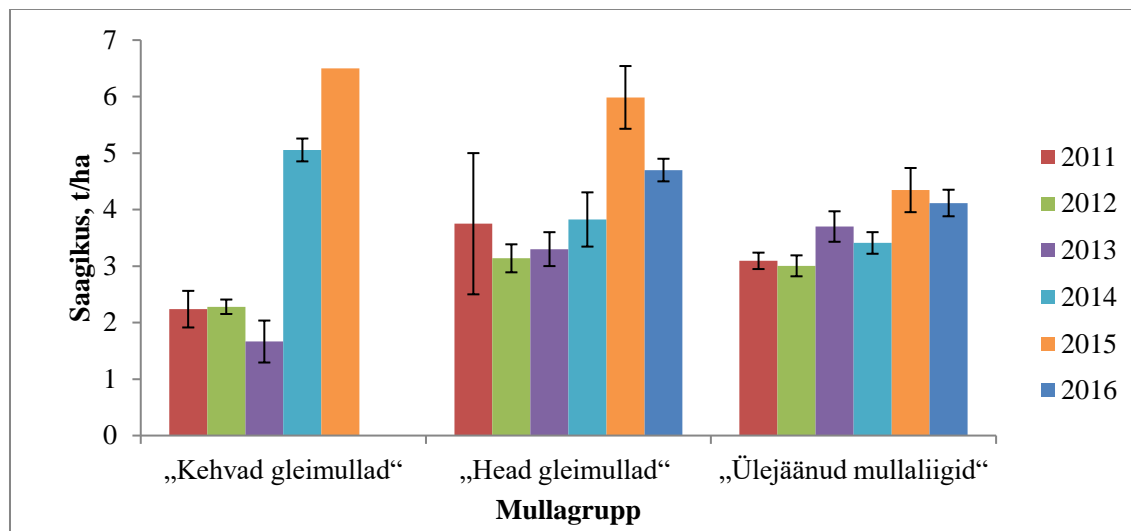 7
6
5
4
3
2
1
0
Saagikus, t/ha
„Kehvad gleimullad“
„Head gleimullad“
„Ülejäänud mullaliigid“
Mullagrupp
2011
2012
2013
2014
2015
2016